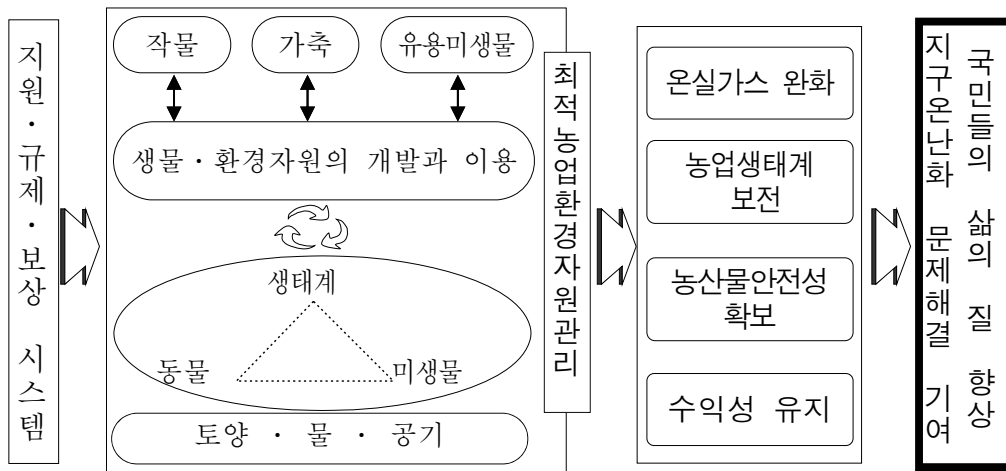 지원·규제·보상 시스템
작물
가축
유용미생물
생물·환경자원의 개발과 이용
생태계
동물
미생물
토양 · 물 · 공기
최적농업환경자원관리
온실가스 완화
농업생태계
보전
농산물안전성
확보
수익성 유지
국민들의 삶의 질 향상
지구온난화 문제해결 기여